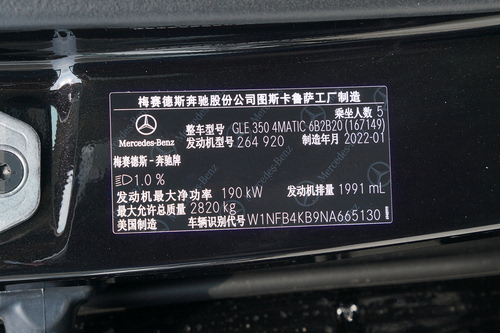 梅赛德斯奔驰股份公司图斯卡鲁萨工厂制造
乘坐人数 5
Mercedes-Benz
整车型号 GLE 350 4MATIC 6B2B20 (167149)
发动机型号 264 920 制造年月 2022-01
梅赛德斯-奔驰牌
1.0 %
发动机最大净功率 190 kW 发动机排量 1991 mL
最大允许总质量 2820 kg
美国制造 车辆识别代号 W1NFB4KB9NA665130